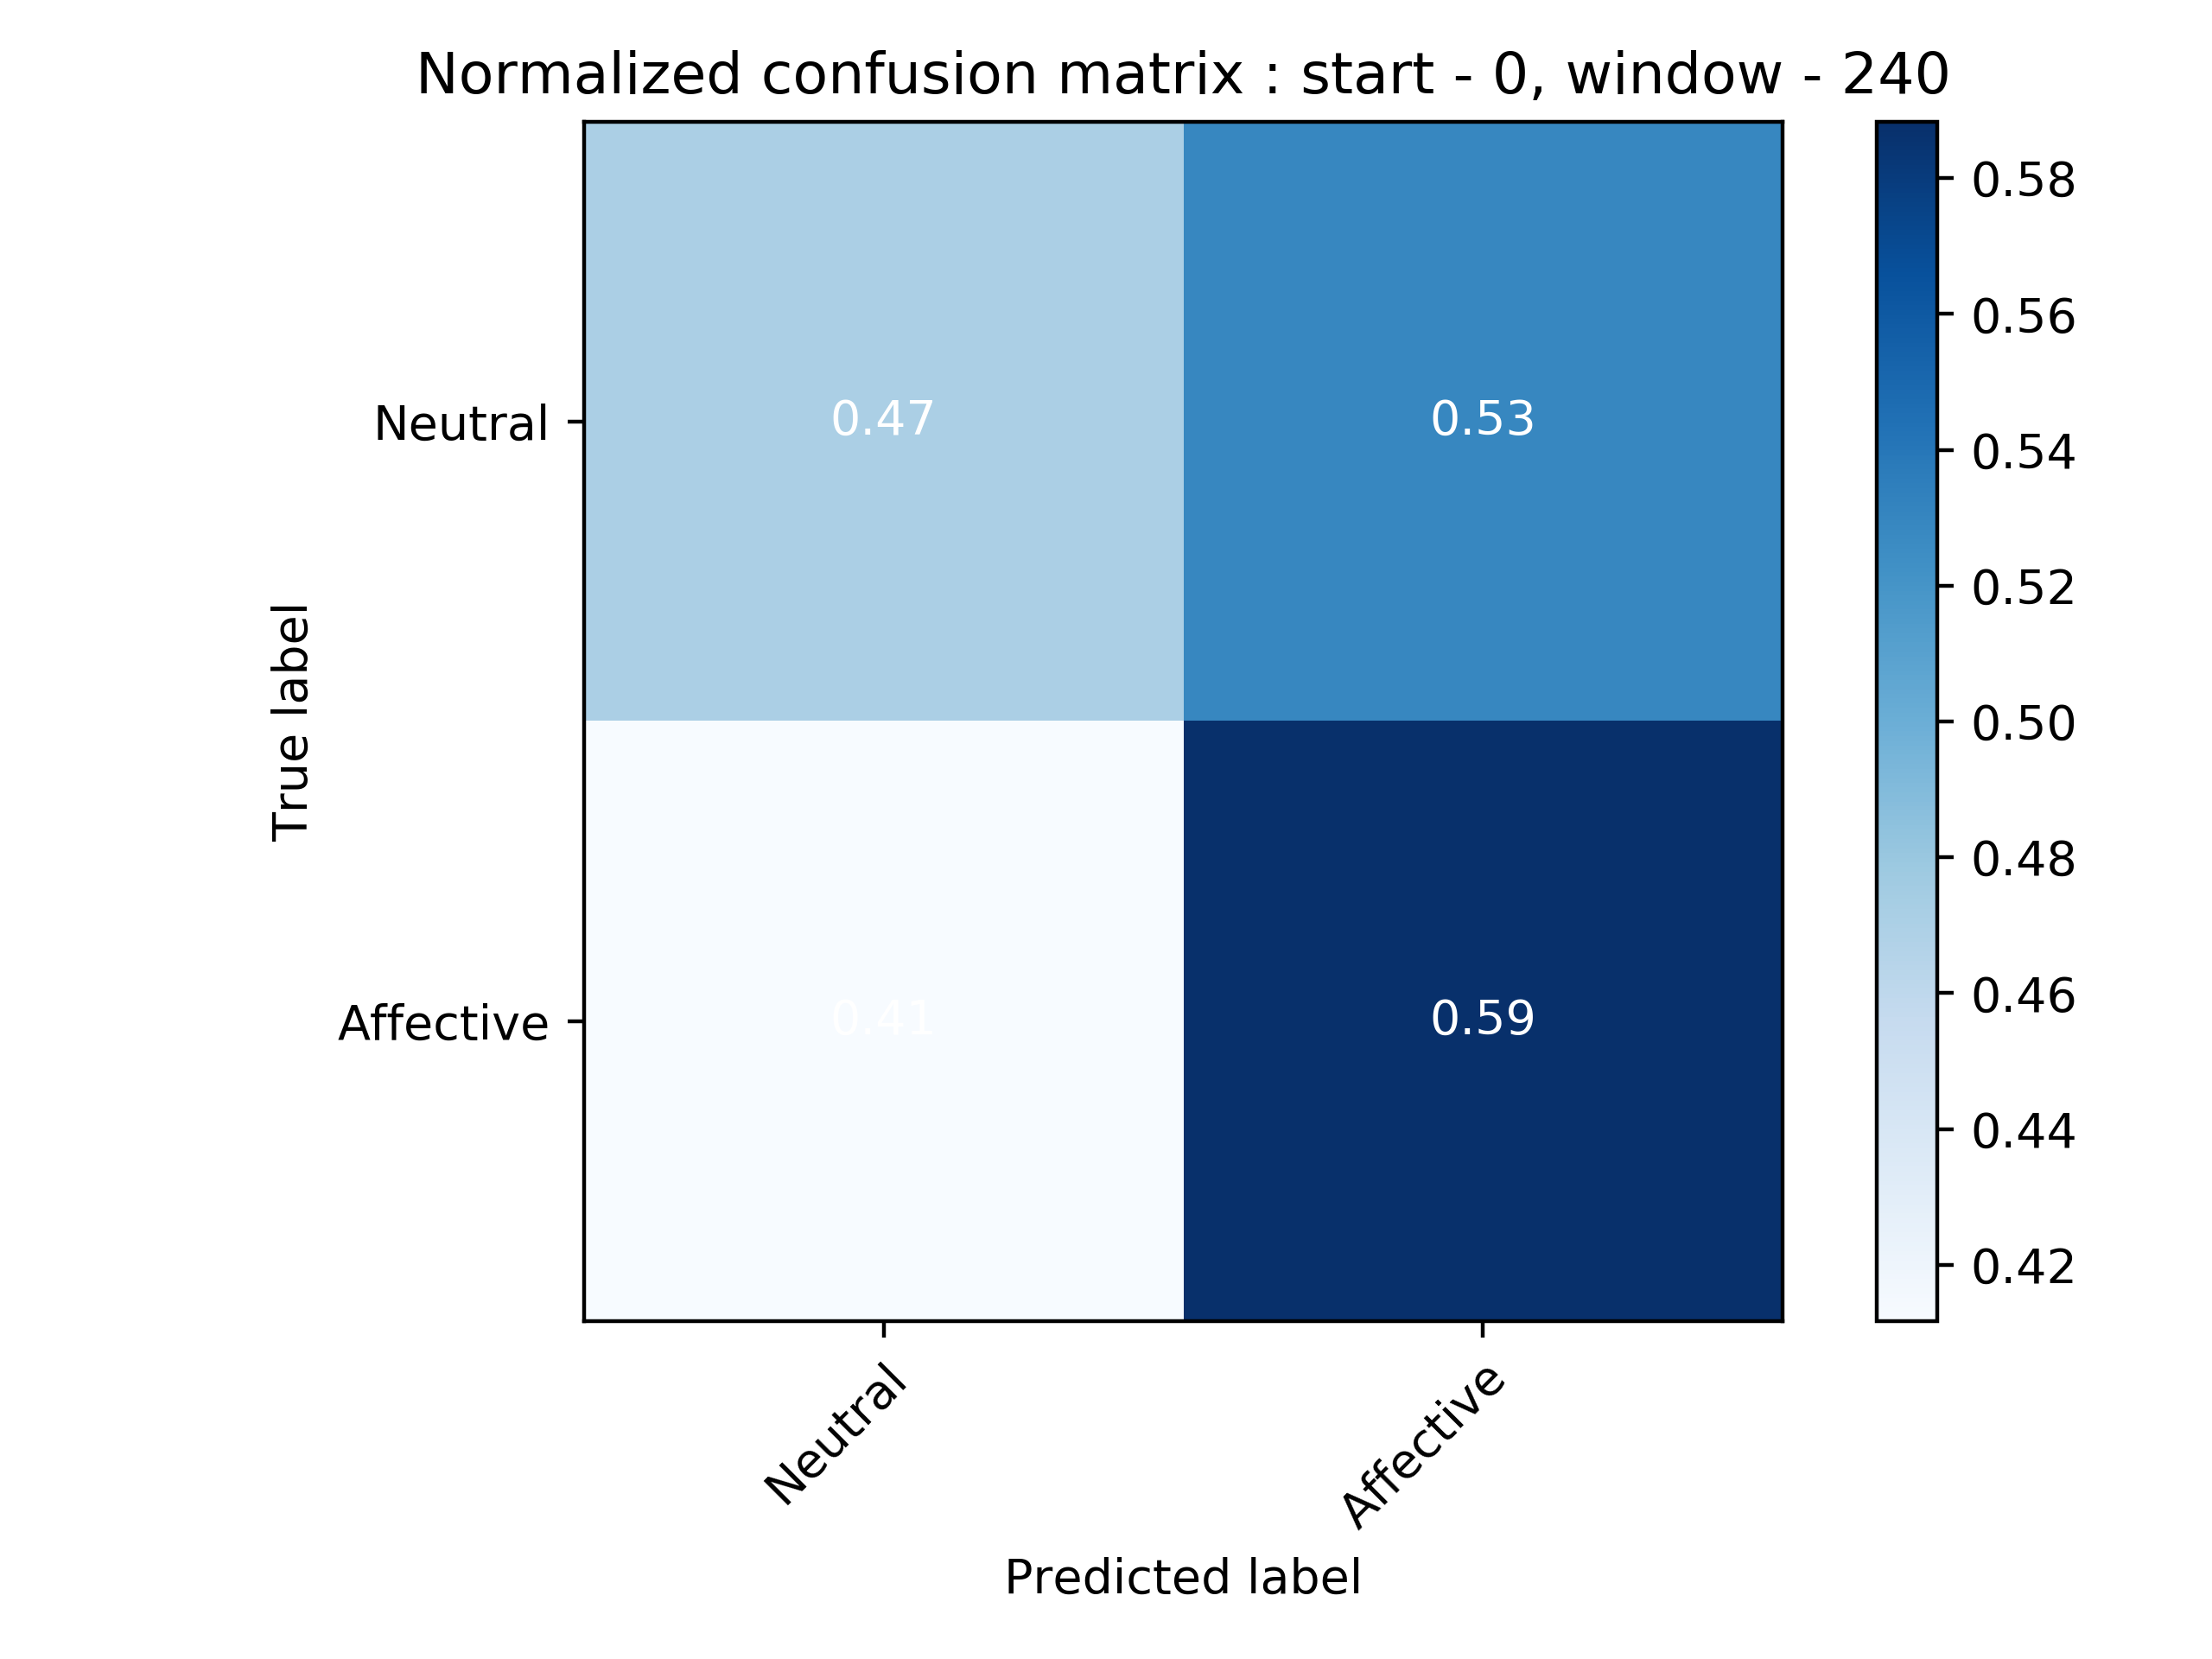 Normalized confusion matrix : start - 0, window - 240
True label
Neutral
Affective
0.47
0.53
0.41
0.59
Neutral
Affective
Predicted label
0.58
0.56
0.54
0.52
0.50
0.48
0.46
0.44
0.42